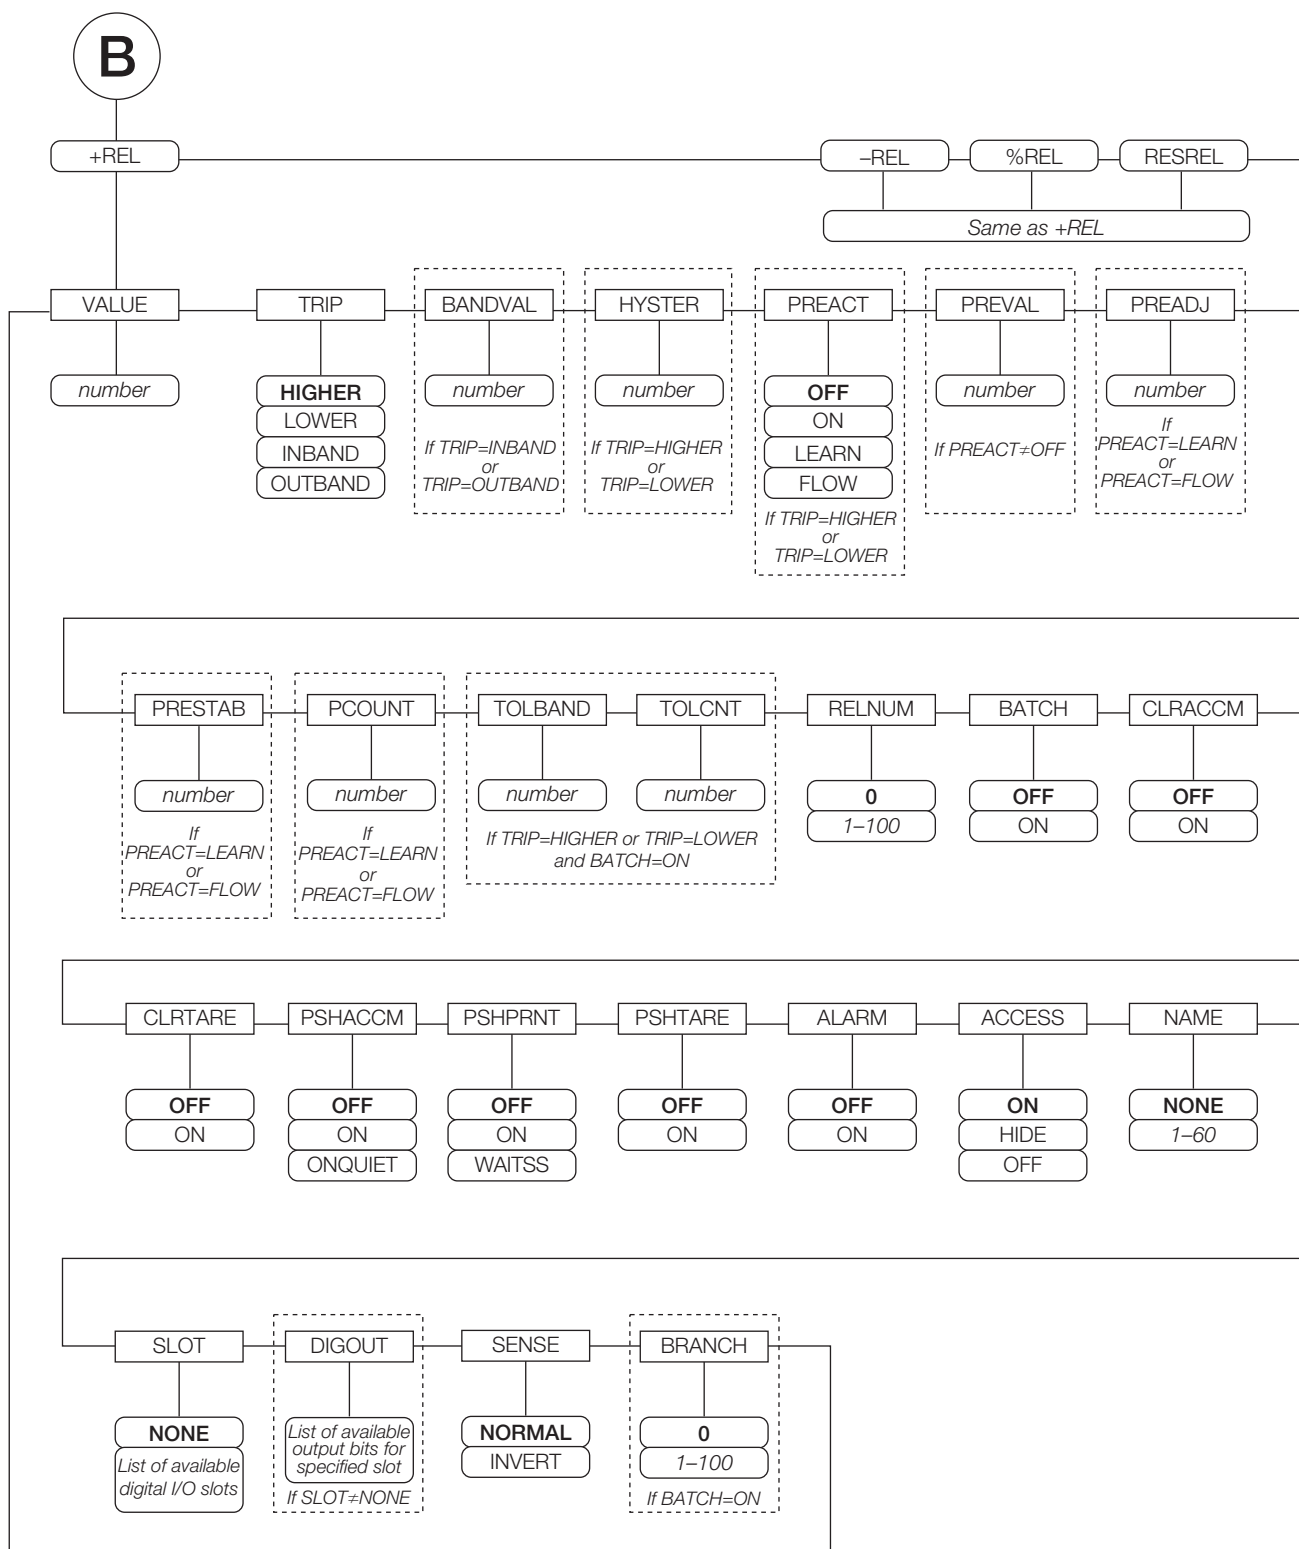 B
+REL
–REL
%REL
RESREL
Same as +REL
VALUE
TRIP
BANDVAL
HYSTER
PREACT
PREVAL
PREADJ
number
HIGHER
LOWER
INBAND
OUTBAND
number
If TRIP=INBAND
or
TRIP=OUTBAND
number
If TRIP=HIGHER
or
TRIP=LOWER
OFF
ON
LEARN
FLOW
If TRIP=HIGHER
or
TRIP=LOWER
number
If PREACT≠OFF
number
If
PREACT=LEARN
or
PREACT=FLOW
PRESTAB
PCOUNT
TOLBAND
TOLCNT
RELNUM
BATCH
CLRACCM
number
If
PREACT=LEARN
or
PREACT=FLOW
number
If
PREACT=LEARN
or
PREACT=FLOW
number
number
If TRIP=HIGHER or TRIP=LOWER
and BATCH=ON
0
1–100
OFF
ON
OFF
ON
CLRTARE
PSHACCM
PSHPRNT
PSHTARE
ALARM
ACCESS
NAME
OFF
ON
OFF
ON
ONQUIET
OFF
ON
WAITSS
OFF
ON
OFF
ON
ON
HIDE
OFF
NONE
1–60
SLOT
DIGOUT
SENSE
BRANCH
NONE
List of available
digital I/O slots
List of available
output bits for
specified slot
If SLOT≠NONE
NORMAL
INVERT
0
1–100
If BATCH=ON